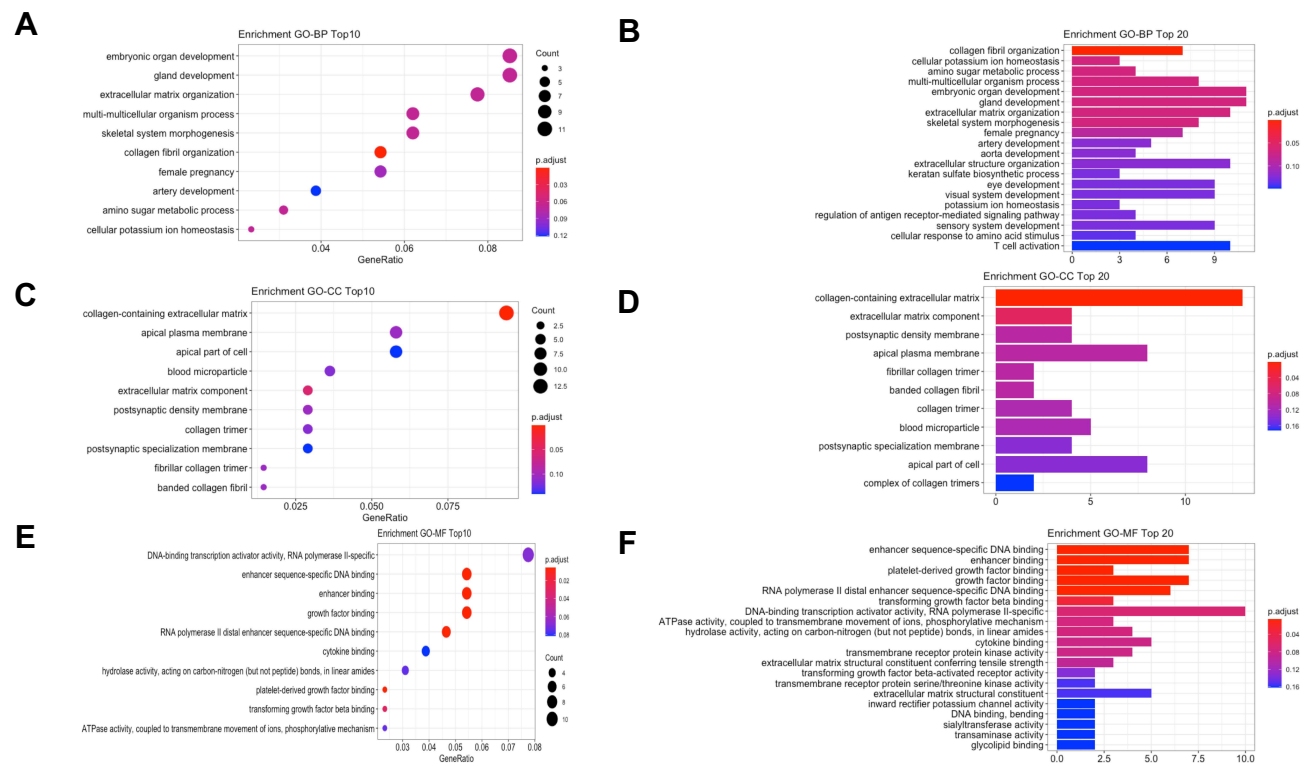 A
Enrichment GO-BP Top10
embryonic organ development
gland development
extracellular matrix organization
multi-multicellular organism process
skeletal system morphogenesis
collagen fibril organization
female pregnancy
artery development
amino sugar metabolic process
cellular potassium ion homeostasis
0.04 0.06 0.08
GeneRatio
Count
3
5
7
9
11
p.adjust
0.03
0.06
0.09
0.12
B
Enrichment GO-BP Top 20
collagen fibril organization
cellular potassium ion homeostasis
amino sugar metabolic process
multi-multicellular organism process
embryonic organ development
gland development
extracellular matrix organization
skeletal system morphogenesis
female pregnancy
artery development
aorta development
extracellular structure organization
keratan sulfate biosynthetic process
eye development
visual system development
potassium ion homeostasis
regulation of antigen receptor-mediated signaling pathway
sensory system development
cellular response to amino acid stimulus
T cell activation
0 3 6 9
p.adjust
0.05
0.10
C
Enrichment GO-CC Top10
collagen-containing extracellular matrix
apical plasma membrane
apical part of cell
blood microparticle
extracellular matrix component
postsynaptic density membrane
collagen trimer
postsynaptic specialization membrane
fibrillar collagen trimer
banded collagen fibril
0.025 0.050 0.075
GeneRatio
Count
2.5
5.0
7.5
10.0
12.5
p.adjust
0.05
0.10
D
Enrichment GO-CC Top 20
collagen-containing extracellular matrix
extracellular matrix component
postsynaptic density membrane
apical plasma membrane
fibrillar collagen trimer
banded collagen fibril
collagen trimer
blood microparticle
postsynaptic specialization membrane
apical part of cell
complex of collagen trimers
0 5 10
p.adjust
0.04
0.08
0.12
0.16
E
Enrichment GO-MF Top10
DNA-binding transcription activator activity, RNA polymerase II-specific
enhancer sequence-specific DNA binding
enhancer binding
growth factor binding
RNA polymerase II distal enhancer sequence-specific DNA binding
cytokine binding
hydrolase activity, acting on carbon-nitrogen (but not peptide) bonds, in linear amides
platelet-derived growth factor binding
transforming growth factor beta binding
ATPase activity, coupled to transmembrane movement of ions, phosphorylative mechanism
0.03 0.04 0.05 0.06 0.07 0.08
GeneRatio
p.adjust
0.02
0.04
0.06
0.08
Count
4
6
8
10
F
Enrichment GO-MF Top 20
enhancer sequence-specific DNA binding
enhancer binding
platelet-derived growth factor binding
growth factor binding
RNA polymerase II distal enhancer sequence-specific DNA binding
transforming growth factor beta binding
DNA-binding transcription activator activity, RNA polymerase II-specific
ATPase activity, coupled to transmembrane movement of ions, phosphorylative mechanism
hydrolase activity, acting on carbon-nitrogen (but not peptide) bonds, in linear amides
cytokine binding
transmembrane receptor protein kinase activity
extracellular matrix structural constituent conferring tensile strength
transforming growth factor beta-activated receptor activity
transmembrane receptor protein serine/threonine kinase activity
extracellular matrix structural constituent
inward rectifier potassium channel activity
DNA binding, bending
sialyltransferase activity
transaminase activity
glycolipid binding
0.0 2.5 5.0 7.5 10.0
p.adjust
0.04
0.08
0.12
0.16